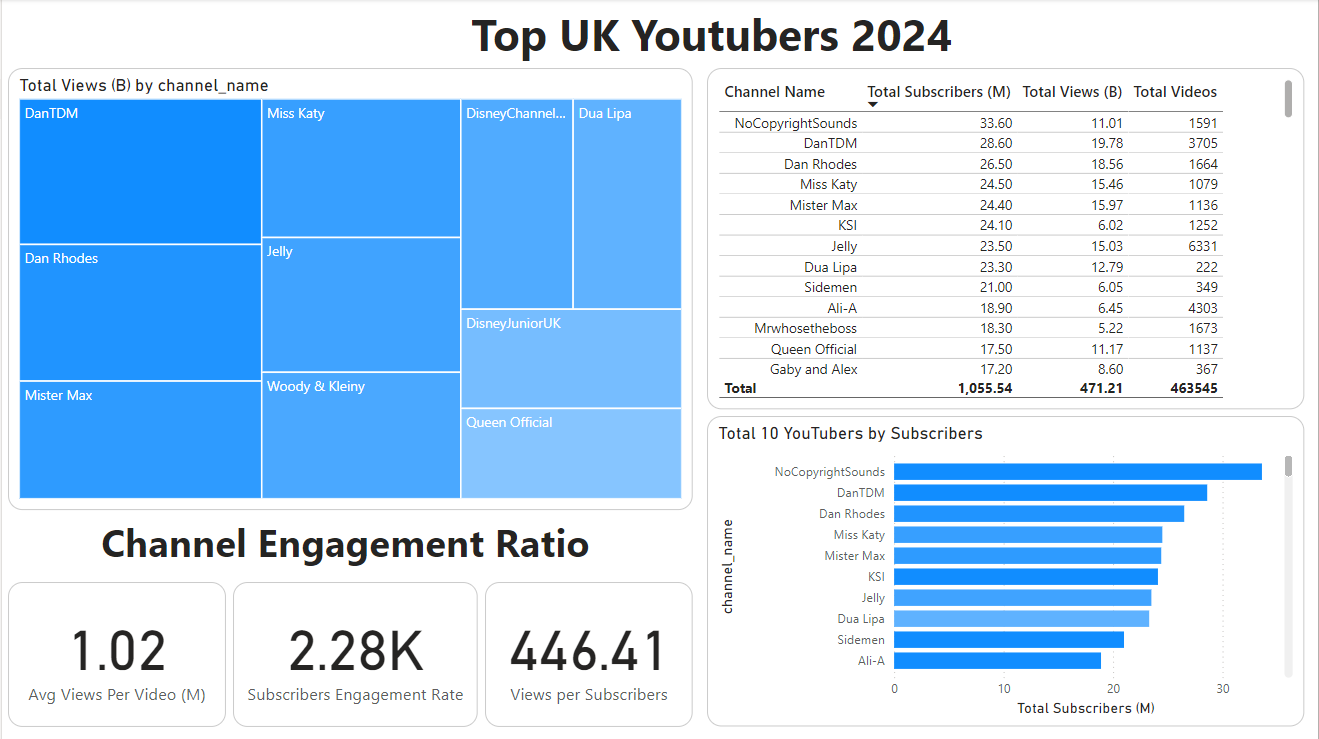 Top UK Youtubers 2024
Total Views (B) by channel_name
DanTDM
Dan Rhodes
Mister Max
Miss Katy
Jelly
Woody & Kleiny
DisneyChannel...
Dua Lipa
DisneyJuniorUK
Queen Official
Channel Name Total Subscribers (M) Total Views (B) Total Videos
NoCopyrightSounds 33.60 11.01 1591
DanTDM 28.60 19.78 3705
Dan Rhodes 26.50 18.56 1664
Miss Katy 24.50 15.46 1079
Mister Max 24.40 15.97 1136
KSI 24.10 6.02 1252
Jelly 23.50 15.03 6331
Dua Lipa 23.30 12.79 222
Sidemen 21.00 6.05 349
Ali-A 18.90 6.45 4303
Mrwhosetheboss 18.30 5.22 1673
Queen Official 17.50 11.17 1137
Gaby and Alex 17.20 8.60 367
Total 1,055.54 471.21 463545
Channel Engagement Ratio
1.02
Avg Views Per Video (M)
2.28K
Subscribers Engagement Rate
446.41
Views per Subscribers
Total 10 YouTubers by Subscribers
channel_name
NoCopyrightSounds
DanTDM
Dan Rhodes
Miss Katy
Mister Max
KSI
Jelly
Dua Lipa
Sidemen
Ali-A
0 10 20 30
Total Subscribers (M)